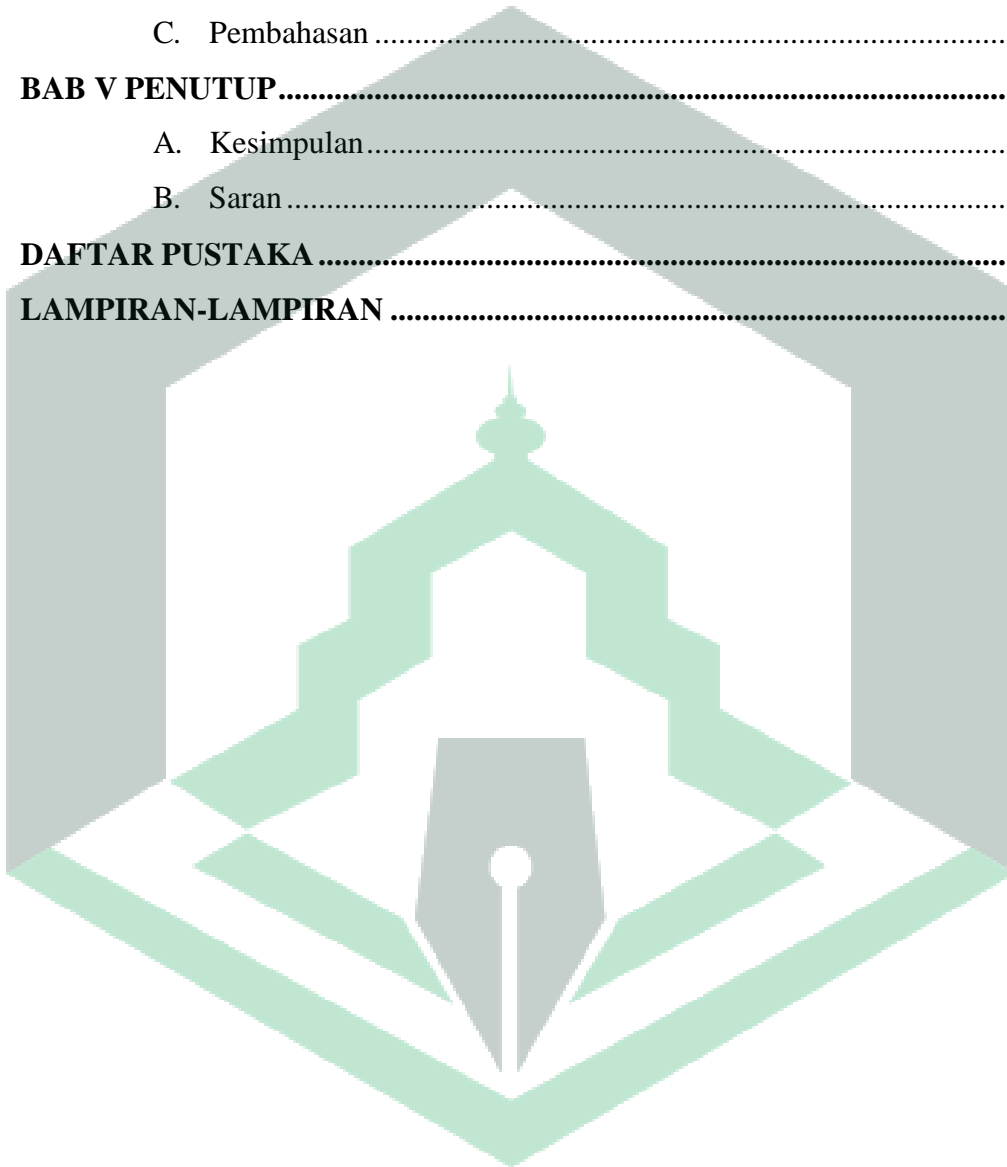 C. Pembahasan ................................................................................
BAB V PENUTUP ...........................................................................................
A. Kesimpulan ................................................................................
B. Saran ..........................................................................................
DAFTAR PUSTAKA ......................................................................................
LAMPIRAN-LAMPIRAN .............................................................................